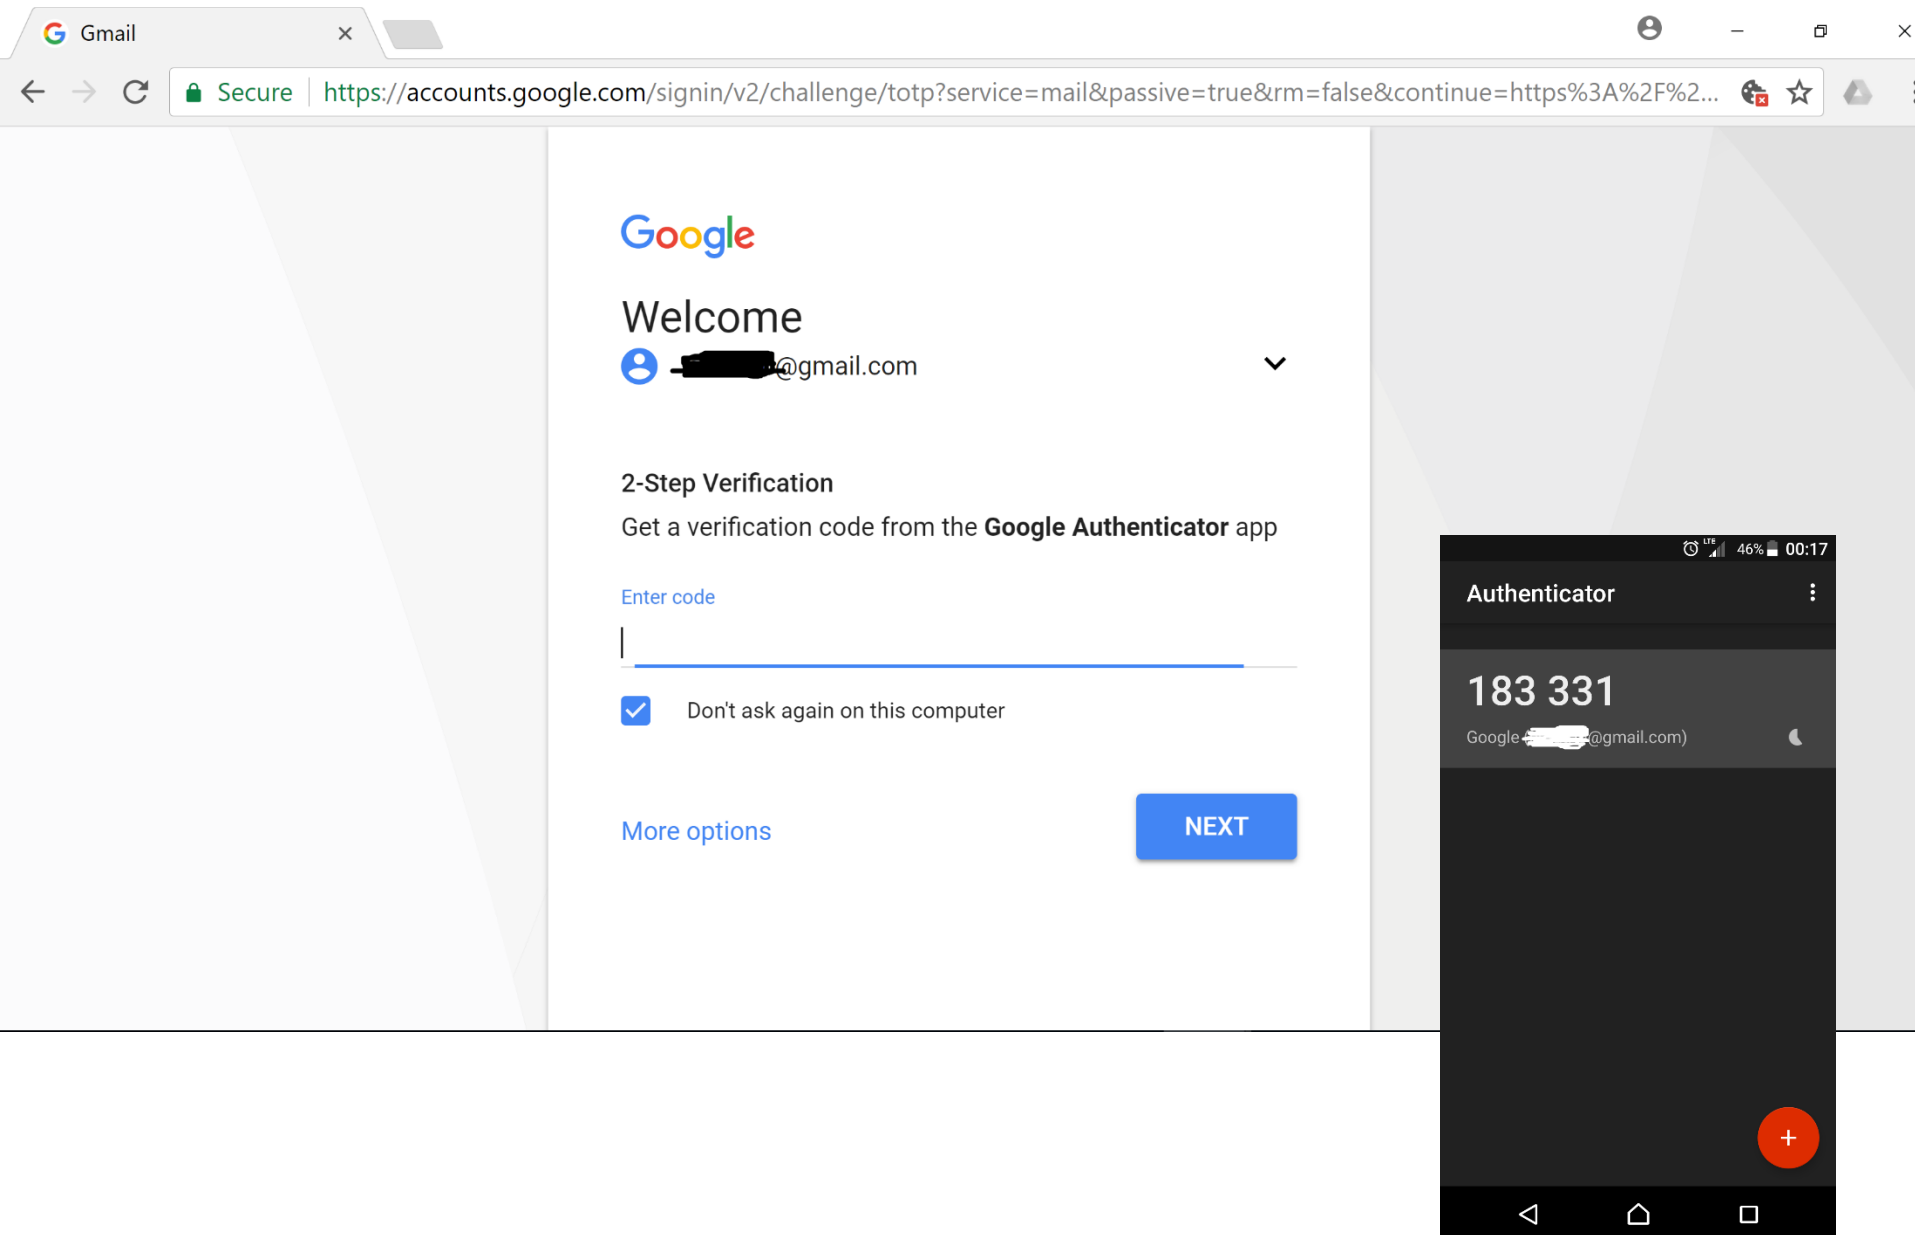 Gmail
Secure https://accounts.google.com/signin/v2/challenge/totp?service=mail&passive=true&rm=false&continue=https%3A%2F%2...
Google
Welcome
@gmail.com
2-Step Verification
Get a verification code from the Google Authenticator app
Enter code
Don't ask again on this computer
More options
NEXT
LTE 46% 00:17
Authenticator
183 331
Google @gmail.com)